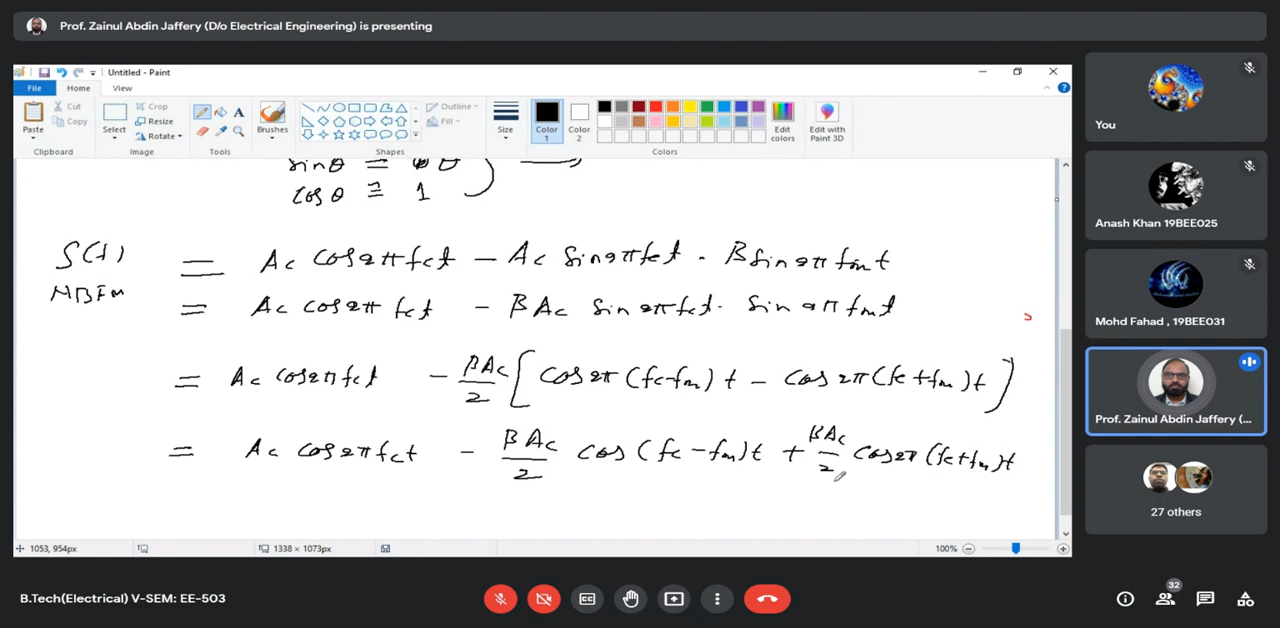 Prof. Zainul Abdin Jaffery (D/o Electrical Engineering) is presenting
Untitled - Paint
File Home View
Paste
Cut
Copy
Clipboard
Select
Crop
Resize
Rotate
Image
A
Tools
Brushes
Shapes
Outline
Fill
Size
Color 1
Color 2
Colors
Edit colors
Edit with Paint 3D
sinθ ≅ θ
cosθ ≅ 1
S(t) = Ac cos2πfct - Ac sin2πfct . βsin2πfmt
NBFM
= Ac cos2πfct - βAc sin2πfct. sin2πfmt
= Ac cos2πfct - βAc/2 [cos2π(fc-fm)t - cos2π(fc+fm)t]
= Ac cos2πfct - βAc/2 cos(fc-fm)t + βAc/2 cos2π(fc+fm)t
1053, 954px
1338 × 1073px
100%
You
Anash Khan 19BEE025
Mohd Fahad , 19BEE031
Prof. Zainul Abdin Jaffery (...
27 others
B.Tech(Electrical) V-SEM: EE-503
32